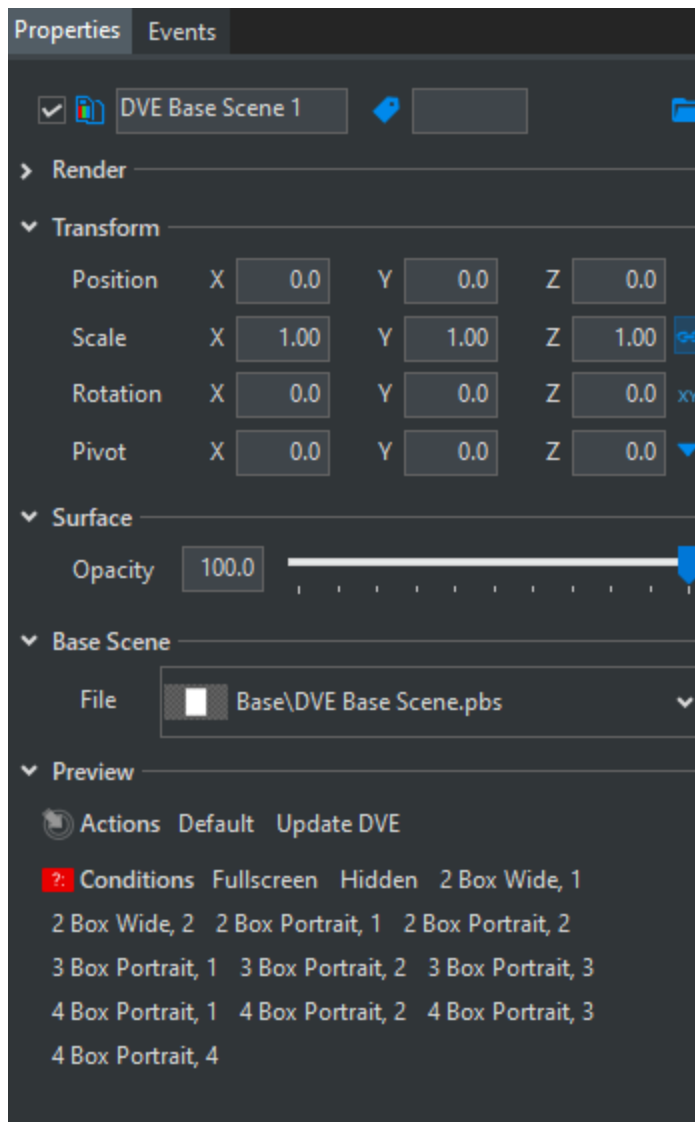 Properties Events
DVE Base Scene 1
Render
Transform
Position X 0.0 Y 0.0 Z 0.0
Scale X 1.00 Y 1.00 Z 1.00
Rotation X 0.0 Y 0.0 Z 0.0 XY
Pivot X 0.0 Y 0.0 Z 0.0
Surface
Opacity 100.0
Base Scene
File Base\DVE Base Scene.pbs
Preview
Actions Default Update DVE
?: Conditions Fullscreen Hidden 2 Box Wide, 1
2 Box Wide, 2 2 Box Portrait, 1 2 Box Portrait, 2
3 Box Portrait, 1 3 Box Portrait, 2 3 Box Portrait, 3
4 Box Portrait, 1 4 Box Portrait, 2 4 Box Portrait, 3
4 Box Portrait, 4